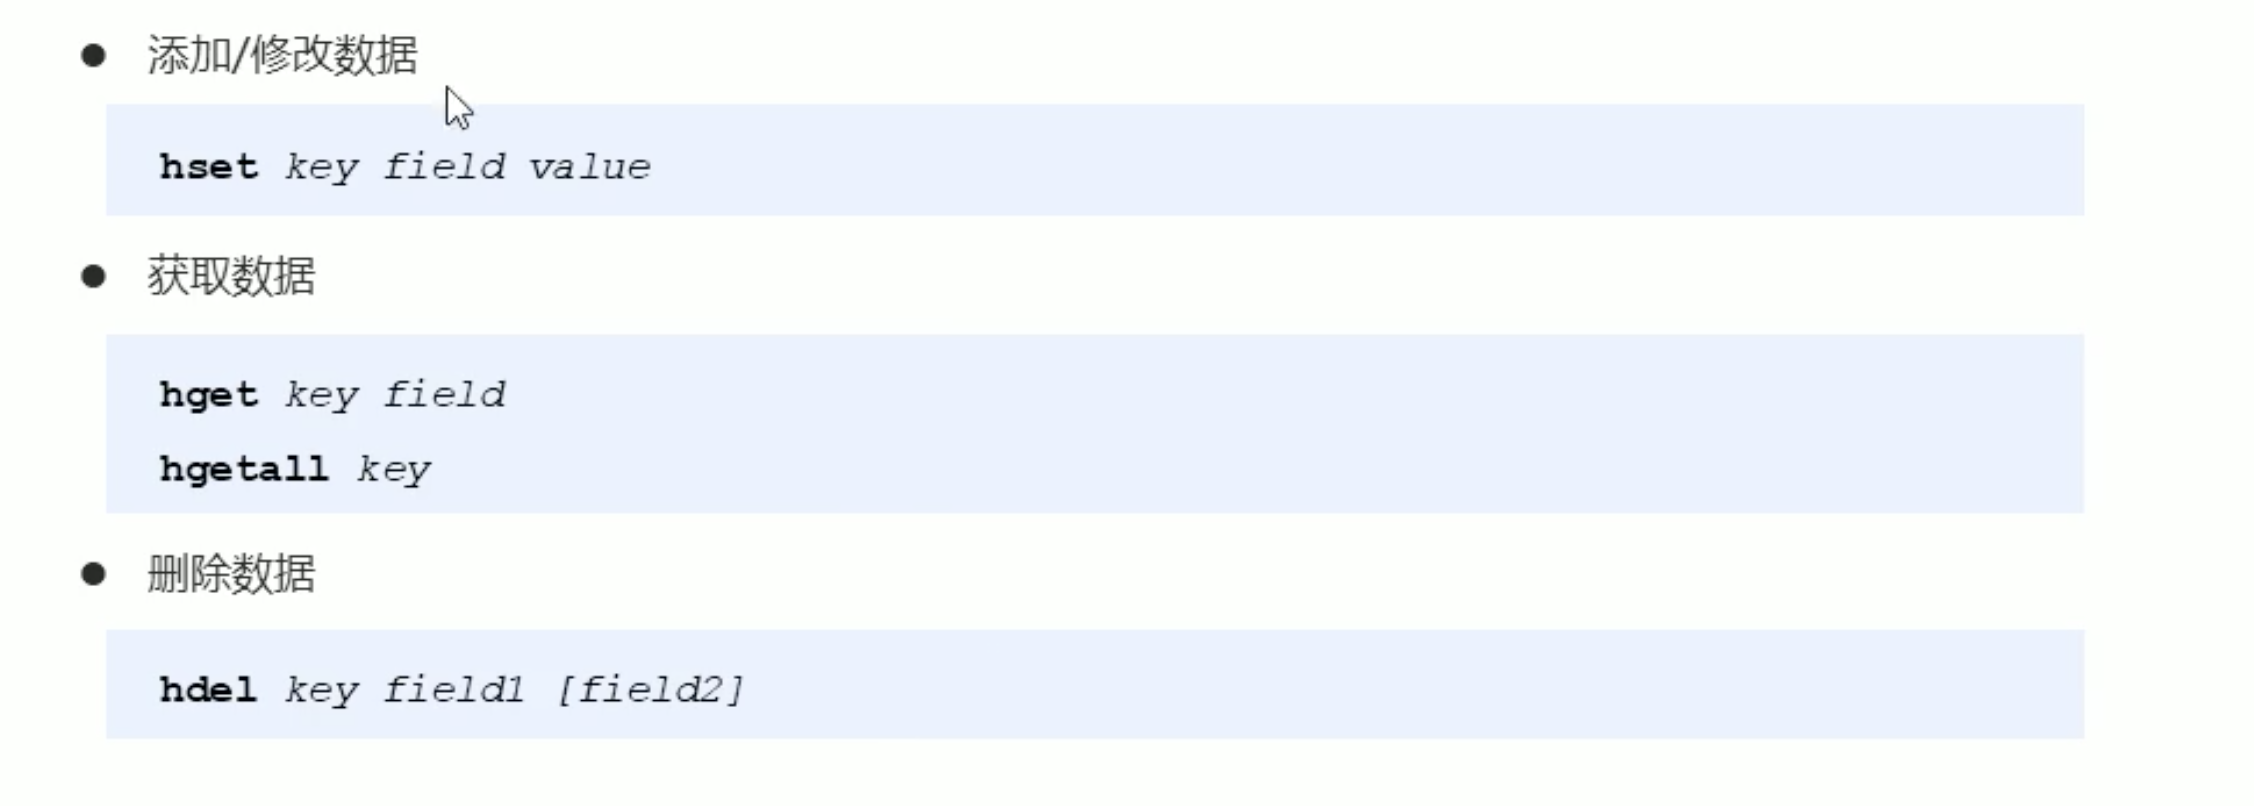 添加/修改数据
hset key field value
获取数据
hget key field
hgetall key
删除数据
hdel key field1 [field2]